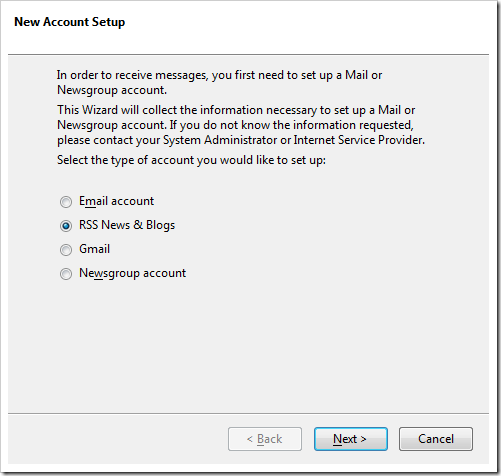 New Account Setup
In order to receive messages, you first need to set up a Mail or
Newsgroup account.
This Wizard will collect the information necessary to set up a Mail or
Newsgroup account. If you do not know the information requested,
please contact your System Administrator or Internet Service Provider.
Select the type of account you would like to set up:
Email account
RSS News & Blogs
Gmail
Newsgroup account
< Back
Next >
Cancel